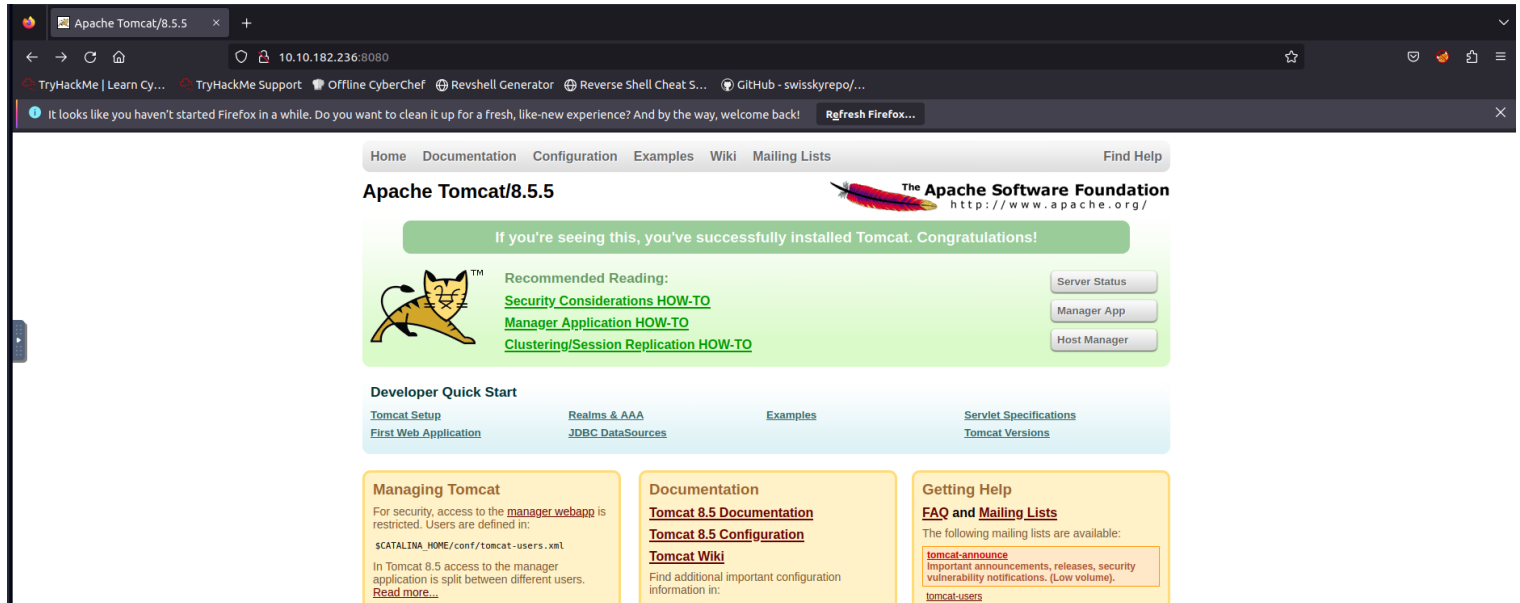 Apache Tomcat/8.5.5
10.10.182.236:8080
TryHackMe | Learn Cy... TryHackMe Support Offline CyberChef Revshell Generator Reverse Shell Cheat S... GitHub - swisskyrepo/...
It looks like you haven't started Firefox in a while. Do you want to clean it up for a fresh, like-new experience? And by the way, welcome back! Refresh Firefox...
Home Documentation Configuration Examples Wiki Mailing Lists Find Help
Apache Tomcat/8.5.5
The Apache Software Foundation
http://www.apache.org/
If you're seeing this, you've successfully installed Tomcat. Congratulations!
TM
Recommended Reading:
Security Considerations HOW-TO
Manager Application HOW-TO
Clustering/Session Replication HOW-TO
Server Status
Manager App
Host Manager
Developer Quick Start
Tomcat Setup
First Web Application
Realms & AAA
JDBC DataSources
Examples
Servlet Specifications
Tomcat Versions
Managing Tomcat
For security, access to the manager webapp is
restricted. Users are defined in:
$CATALINA_HOME/conf/tomcat-users.xml
In Tomcat 8.5 access to the manager
application is split between different users.
Read more...
Documentation
Tomcat 8.5 Documentation
Tomcat 8.5 Configuration
Tomcat Wiki
Find additional important configuration
information in:
Getting Help
FAQ and Mailing Lists
The following mailing lists are available:
tomcat-announce
Important announcements, releases, security
vulnerability notifications. (Low volume).
tomcat-users